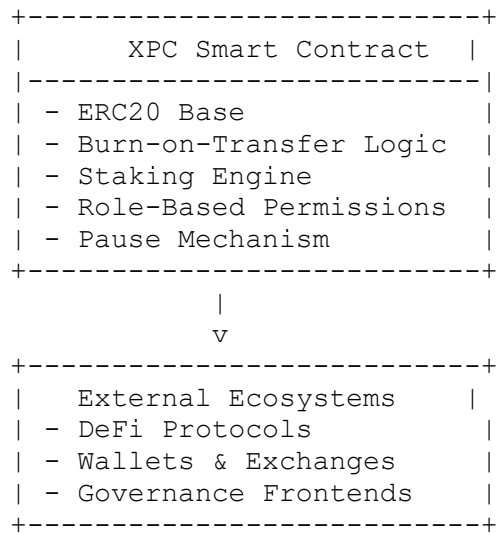 +---------------------------+
|      XPC Smart Contract  |
|---------------------------|
| - ERC20 Base              |
| - Burn-on-Transfer Logic  |
| - Staking Engine          |
| - Role-Based Permissions  |
| - Pause Mechanism         |
+---------------------------+
            |
            v
+---------------------------+
|   External Ecosystems    |
| - DeFi Protocols          |
| - Wallets & Exchanges     |
| - Governance Frontends    |
+---------------------------+